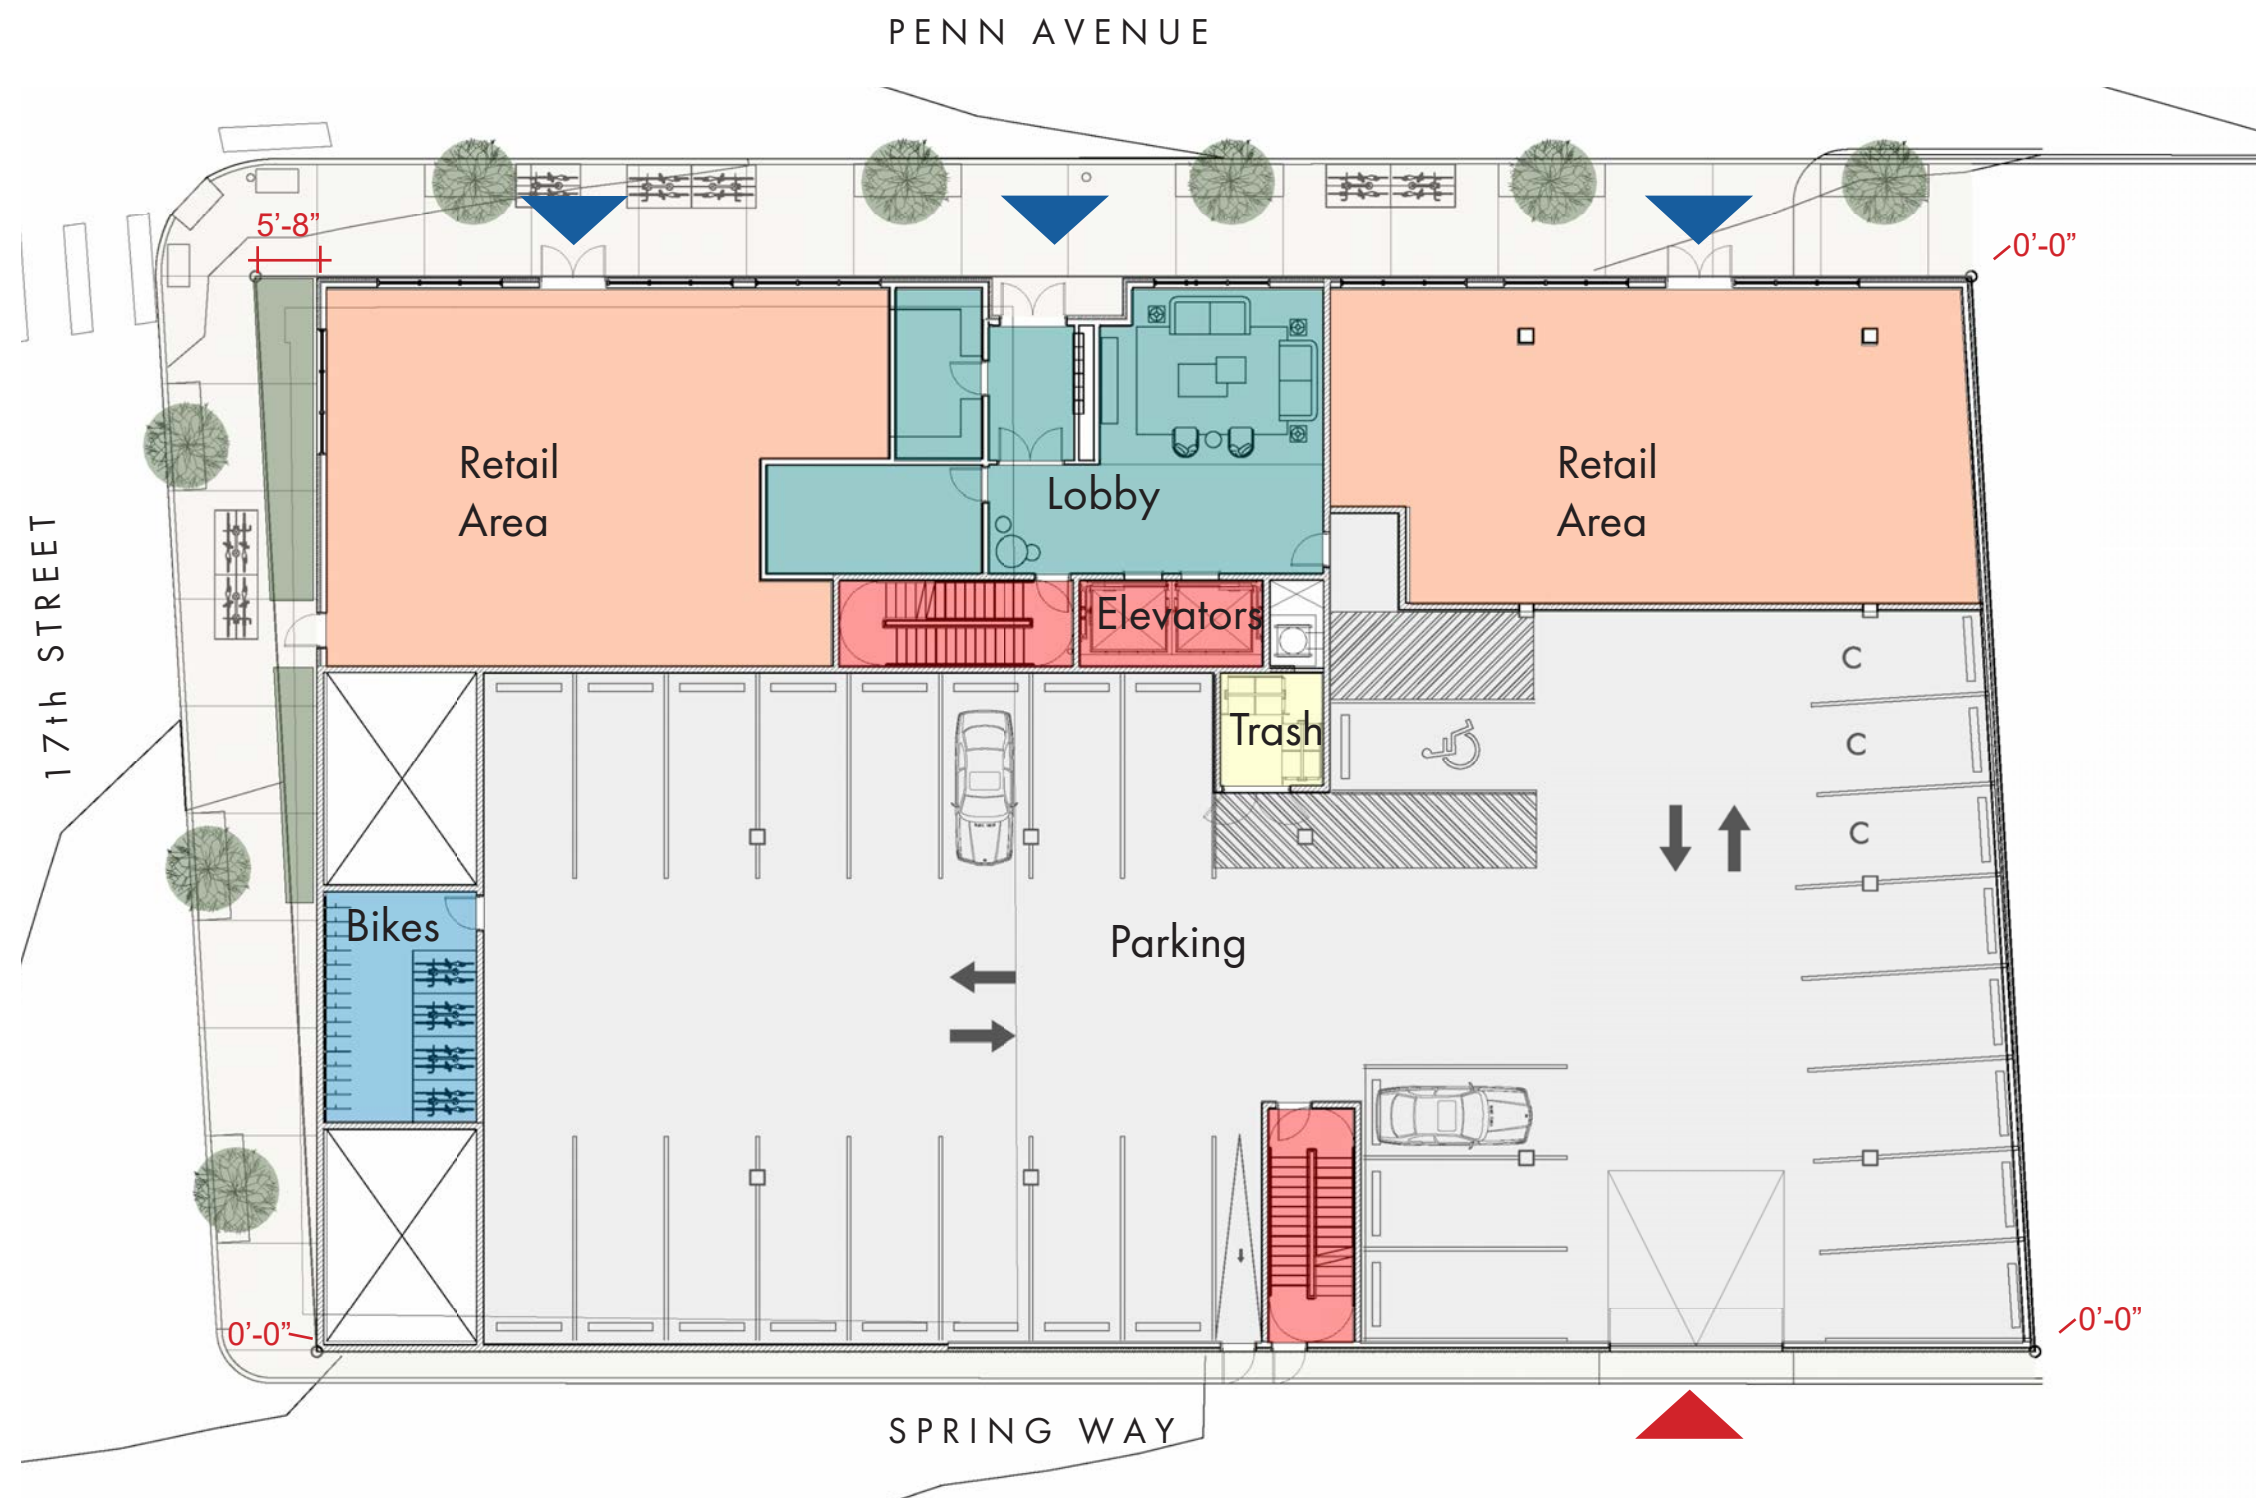 PENN AVENUE
5’-8”
0’-0”
Retail
Area
Lobby
Retail
Area
17th STREET
Elevators
C
Trash
C
C
Bikes
Parking
0’-0”
0’-0”
SPRING WAY